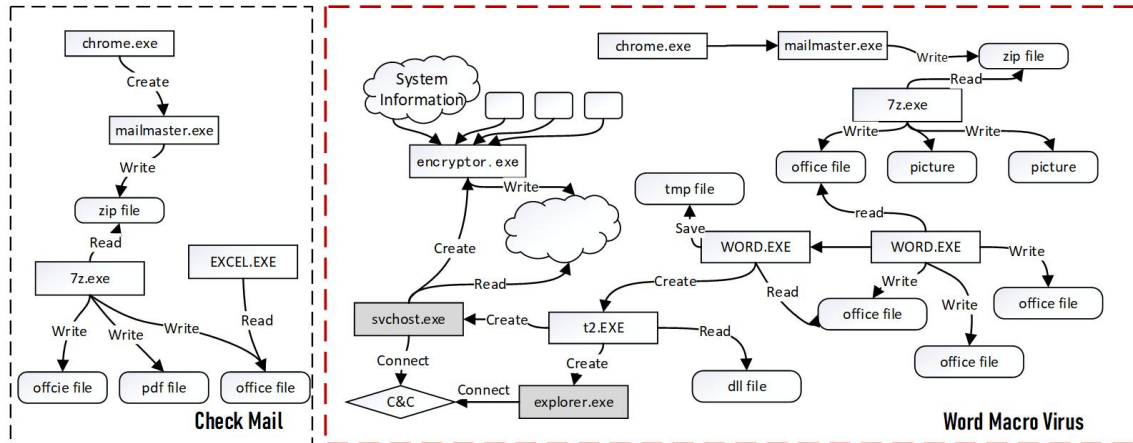 chrome.exe
Create
mailmaster.exe
Write
zip file
Read
7z.exe
EXCEL.EXE
Write
Write
Write
Read
offcie file
pdf file
office file
Check Mail
chrome.exe
mailmaster.exe
Write
zip file
Read
7z.exe
Write
Write
Write
office file
picture
picture
System
Information
encryptor.exe
Write
Create
Read
tmp file
Save
read
WORD.EXE
WORD.EXE
Write
Write
Write
Read
office file
office file
office file
Create
svchost.exe
Create
t2.EXE
Read
dll file
Connect
Create
C&C
Connect
explorer.exe
Word Macro Virus